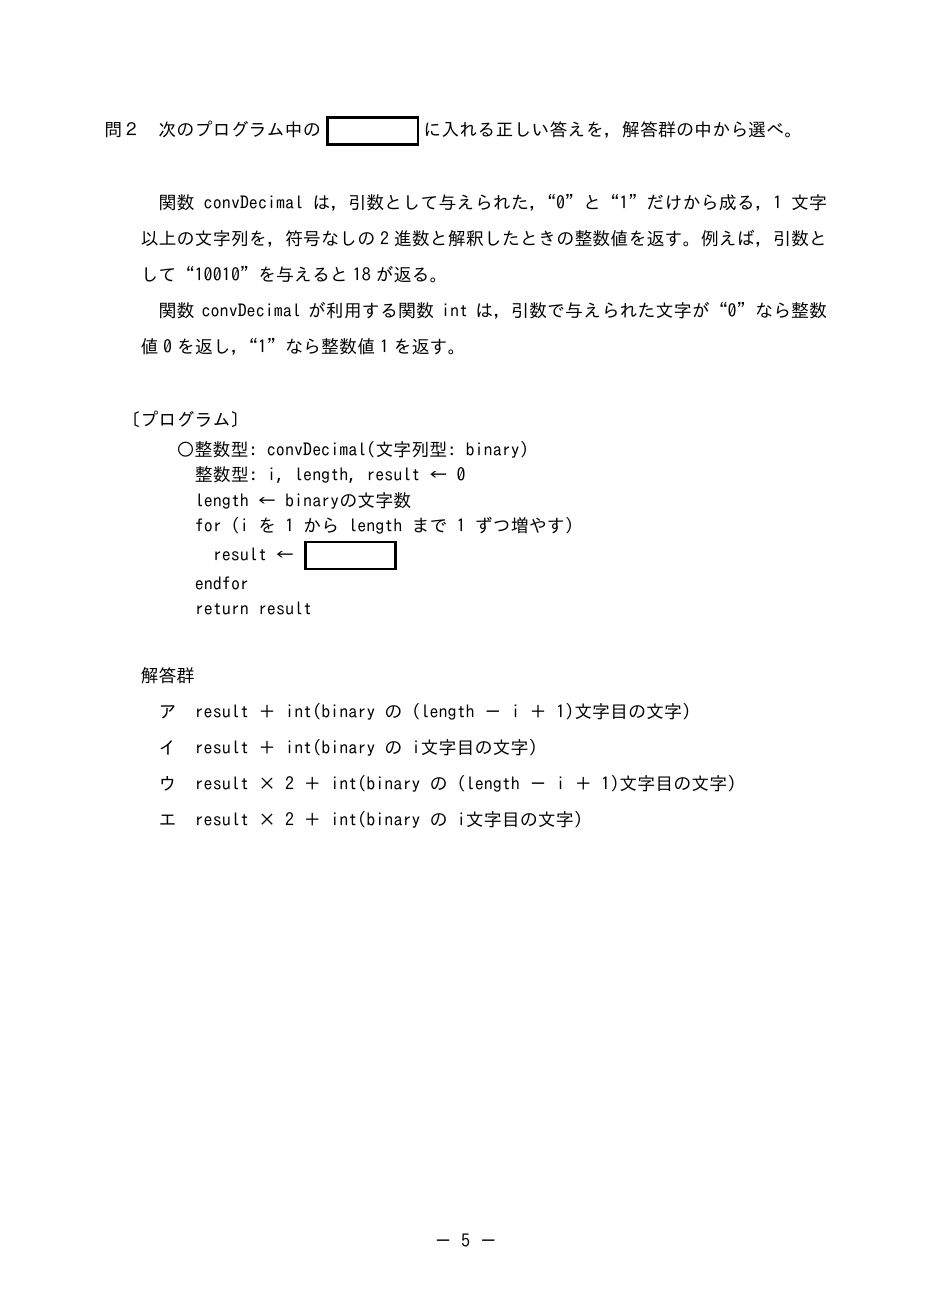 問2 次のプログラム中の に入れる正しい答えを，解答群の中から選べ。
関数 convDecimal は，引数として与えられた，“0”と“1”だけから成る，1 文字
以上の文字列を，符号なしの2進数と解釈したときの整数値を返す。例えば，引数と
して“10010”を与えると18が返る。
関数 convDecimal が利用する関数 int は，引数で与えられた文字が“0”なら整数
値0を返し，“1”なら整数値1を返す。
〔プログラム〕
○整数型: convDecimal(文字列型: binary)
整数型: i, length, result ← 0
length ← binaryの文字数
for (i を 1 から length まで 1 ずつ増やす)
result ←
endfor
return result
解答群
ア result ＋ int(binary の (length － i ＋ 1)文字目の文字)
イ result ＋ int(binary の i文字目の文字)
ウ result × 2 ＋ int(binary の (length － i ＋ 1)文字目の文字)
エ result × 2 ＋ int(binary の i文字目の文字)
－ 5 －